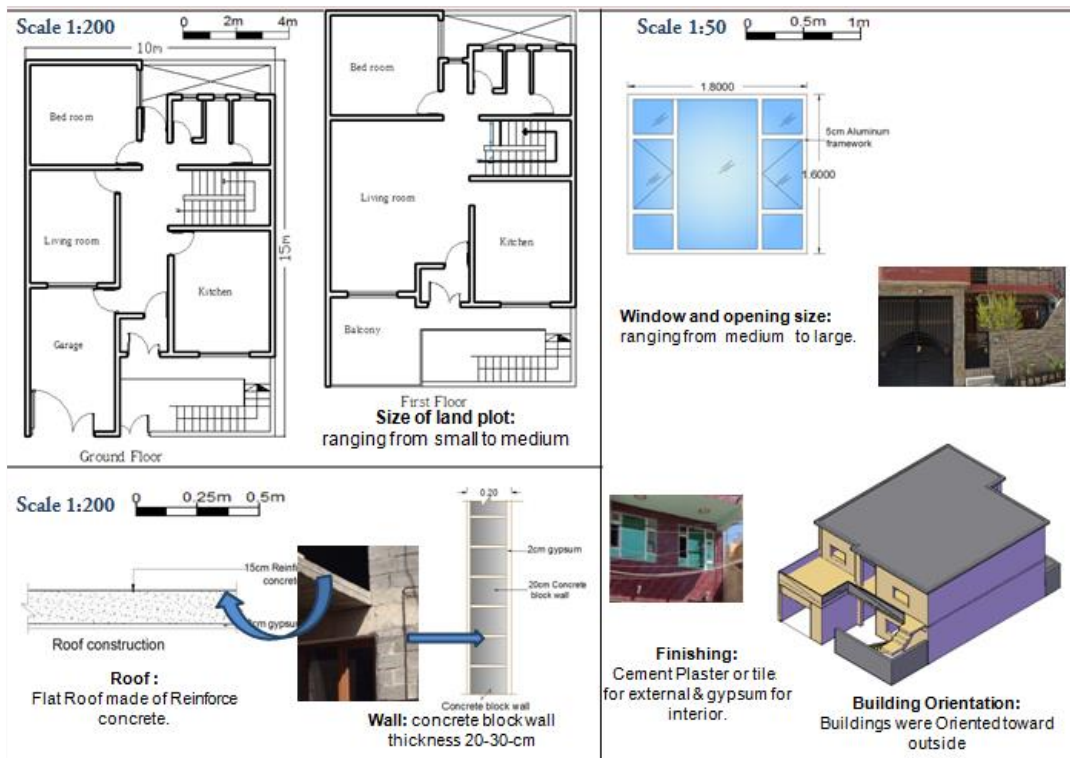 Scale 1:200
0 2m 4m
10m
15m
Bed room
Living room
Kitchen
Garage
Ground Floor
Bed room
Living room
Kitchen
Balcony
First Floor
Size of land plot:
ranging from small to medium
Scale 1:50
0 0.5m 1m
1.8000
5cm Aluminum
framework
1.6000
Window and opening size:
ranging from medium to large.
Scale 1:200
0 0.25m 0.5m
15cm Reinfo
concrete
cm gypsum
Roof construction
Roof :
Flat Roof made of Reinforce
concrete.
0.20
2cm gypsum
20cm Concrete
block wall
Concrete block wall
Wall: concrete block wall
thickness 20-30-cm
Finishing:
Cement Plaster or tile
for external & gypsum for
interior.
Building Orientation:
Buildings were Oriented toward
outside